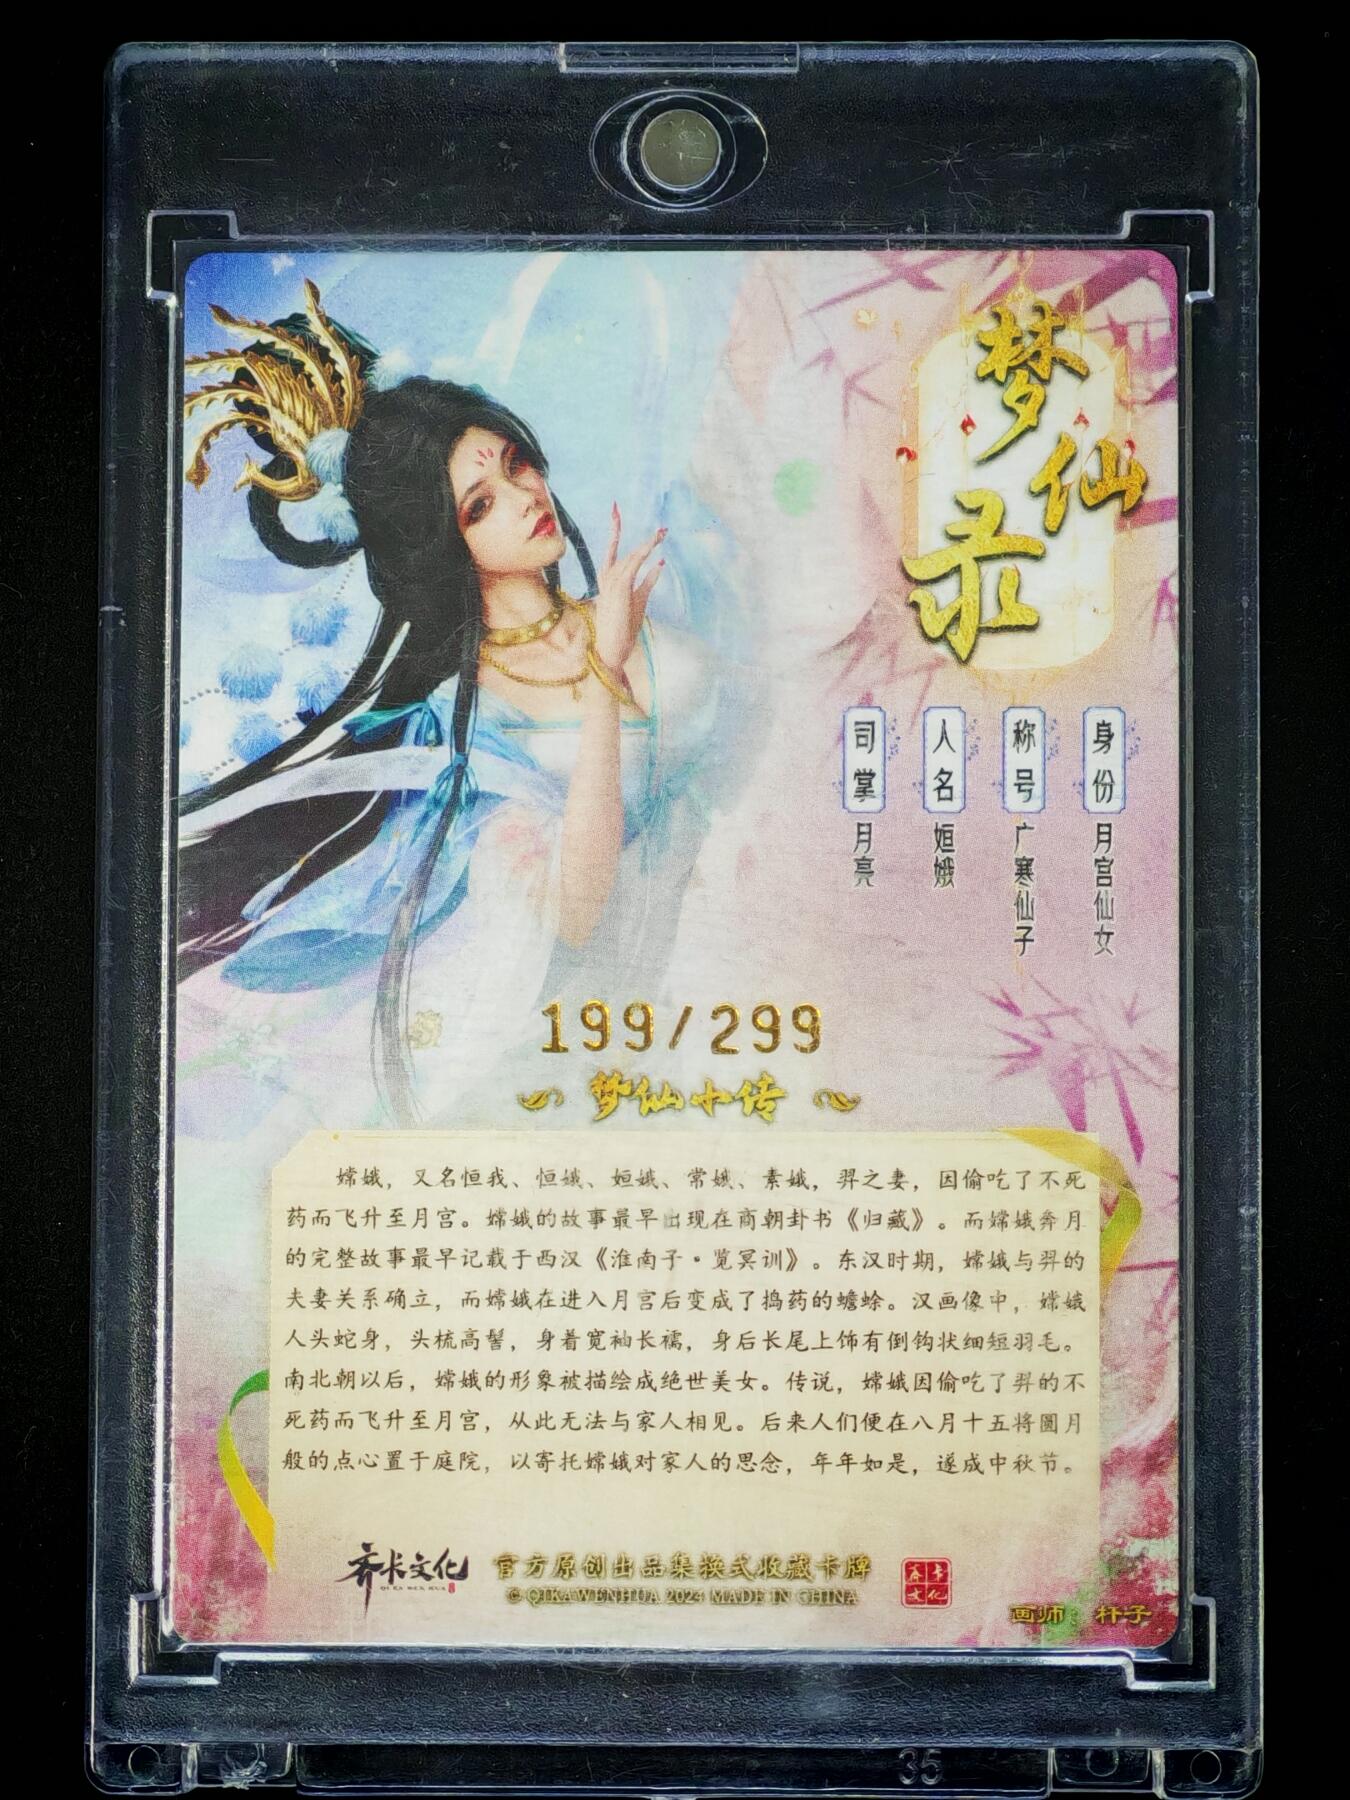 梦仙录
身份 月宫仙女
称号 广寒仙子
人名 姮娥
司掌 月亮
199/299
梦仙小传
嫦娥，又名恒我、恒娥、姮娥、常娥、素娥，羿之妻，因偷吃了不死
药而飞升至月宫。嫦娥的故事最早出现在商朝卦书《归藏》。而嫦娥奔月
的完整故事最早记载于西汉《淮南子·览冥训》。东汉时期，嫦娥与羿的
夫妻关系确立，而嫦娥在进入月宫后变成了捣药的蟾蜍。汉画像中，嫦娥
人头蛇身，头梳高髻，身着宽袖长襦，身后长尾上饰有倒钩状细短羽毛。
南北朝以后，嫦娥的形象被描绘成绝世美女。传说，嫦娥因偷吃了羿的不
死药而飞升至月宫，从此无法与家人相见。后来人们便在八月十五将圆月
般的点心置于庭院，以寄托嫦娥对家人的思念，年年如是，遂成中秋节。
齐卡文化
QI KA WEN HUA
官方原创出品集换式收藏卡牌
© QIKAWENHUA 2024 MADE IN CHINA
齐卡
文化
画师：朴子
35